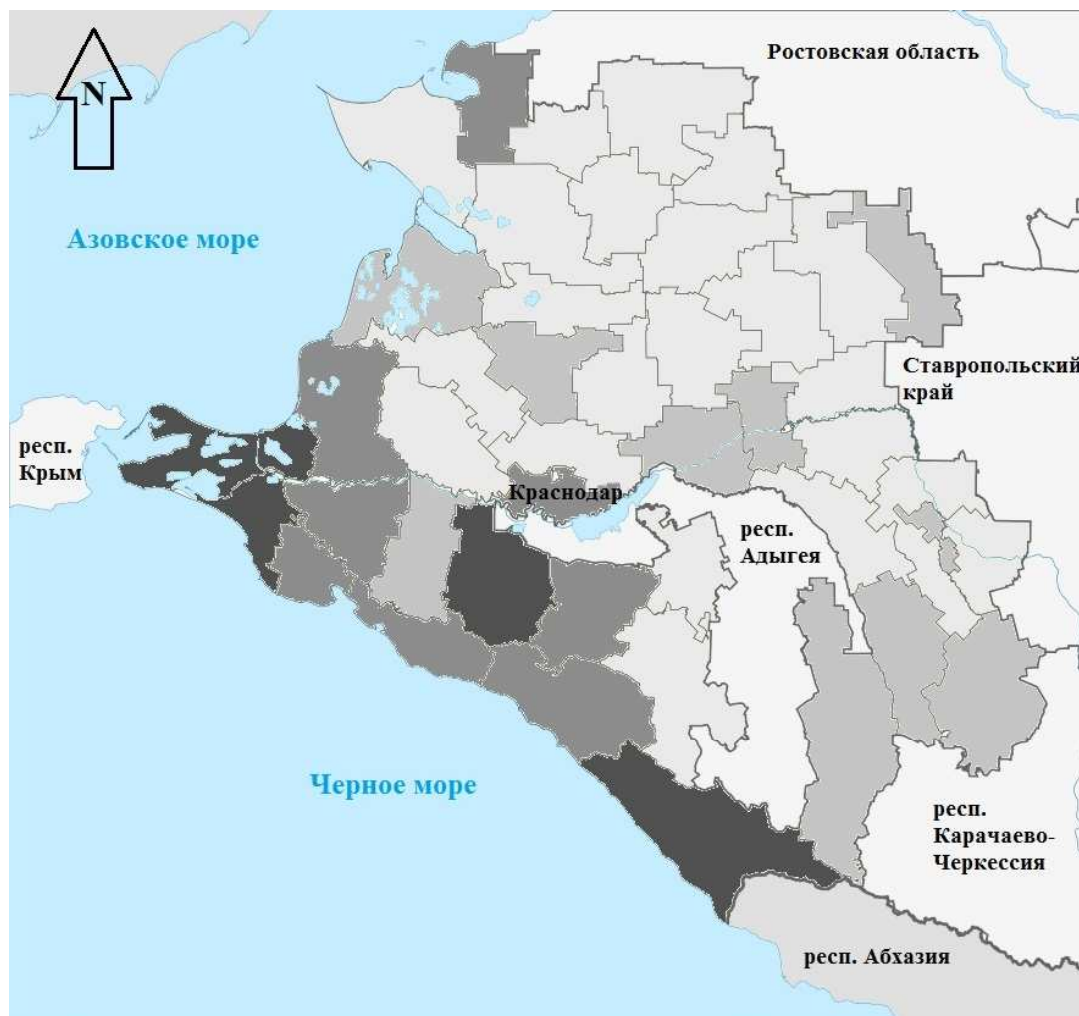 Ростовская область
N
Азовское море
Ставропольский
край
респ.
Крым
Краснодар
респ.
Адыгея
Черное море
респ.
Карачаево-
Черкессия
респ. Абхазия